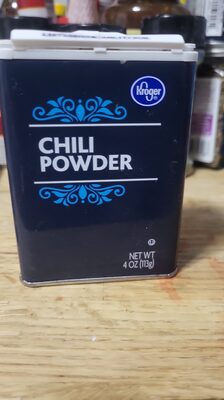 Kroger
CHILI
POWDER
NET WT
4 OZ (113g)